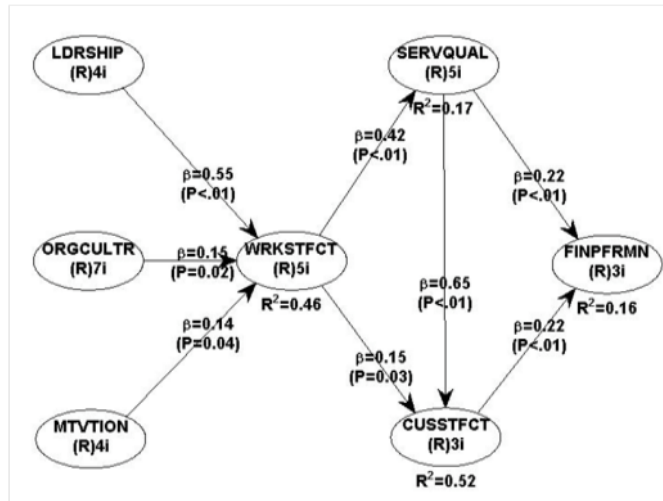 LDRSHIP
(R)4i
SERVQUAL
(R)5i
R²=0.17
β=0.42
(P<.01)
β=0.55
(P<.01)
β=0.22
(P<.01)
ORGCULTR
(R)7i
β=0.15
(P=0.02)
WRKSTFCT
(R)5i
R²=0.46
FINPFRMN
(R)3i
R²=0.16
β=0.65
(P<.01)
β=0.14
(P=0.04)
β=0.15
(P=0.03)
β=0.22
(P<.01)
MTVTION
(R)4i
CUSSTFCT
(R)3i
R²=0.52